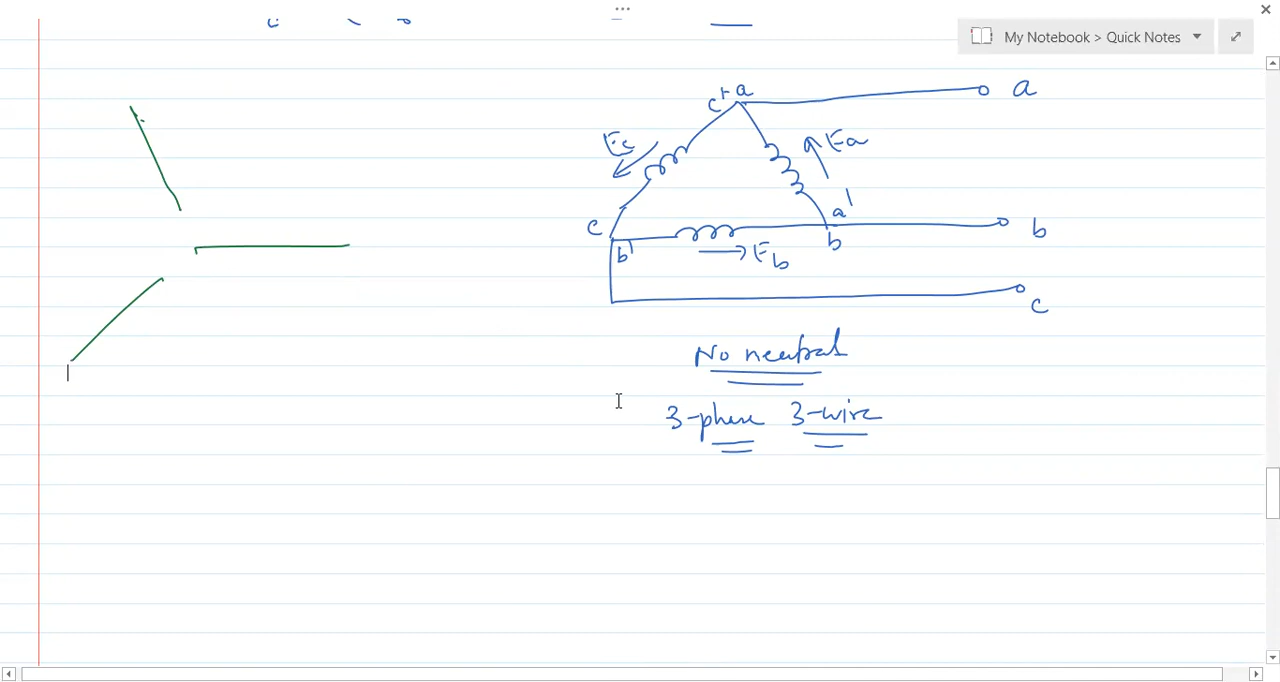 My Notebook > Quick Notes
c' a
a
Ec
Ea
c
a'
b
b
b'
Eb
c
No neutral
3-phase 3-wire